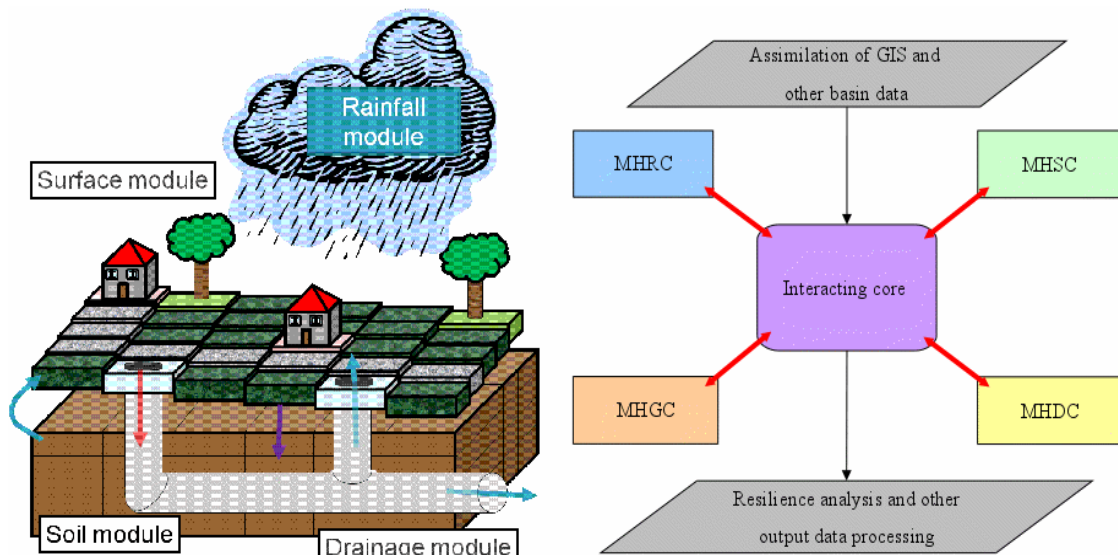 Rainfall
module
Surface module
Soil module
Drainage module
Assimilation of GIS and
other basin data
MHRC
MHSC
Interacting core
MHGC
MHDC
Resilience analysis and other
output data processing